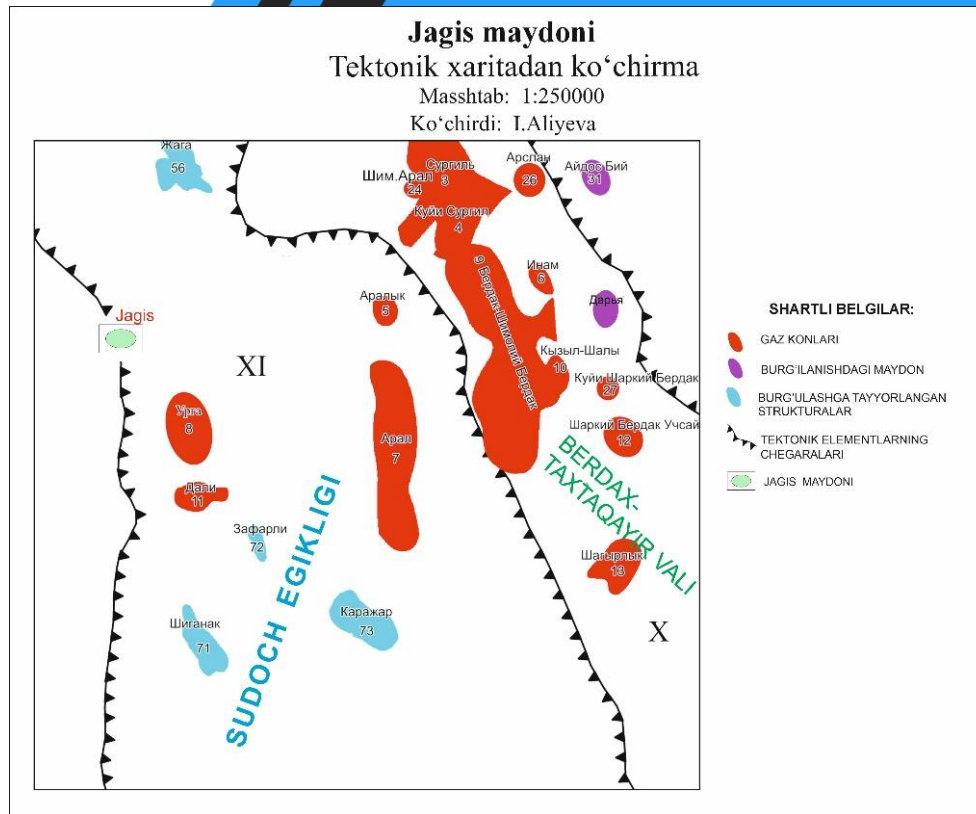 Jagis maydoni
Tektonik xaritadan ko‘chirma
Masshtab: 1:250000
Ko‘chirdi: I.Aliyeva
Жага
56
Сургиль
3
Шим.Арал
24
Арслан
26
Айдос Бий
31
Куйи Сургил
4
Инам
6
Дарья
9 Бердак-Шимолий Бердак
Аралык
5
Jagis
XI
Кызыл-Шалы
10
Куйи Шаркий Бердак
27
Урга
8
Арал
7
Шаркий Бердак Учсай
12
BERDAX-
TAXTAQAYIR VALI
Дали
11
Зафарли
72
SUDOCH EGIKLIGI
Шагырлык
13
Шиганак
71
Каражар
73
X
SHARTLI BELGILAR:
GAZ KONLARI
BURG‘ILANISHDAGI MAYDON
BURG‘ULASHGA TAYYORLANGAN
STRUKTURALAR
TEKTONIK ELEMENTLARNING
CHEGARALARI
JAGIS MAYDONI